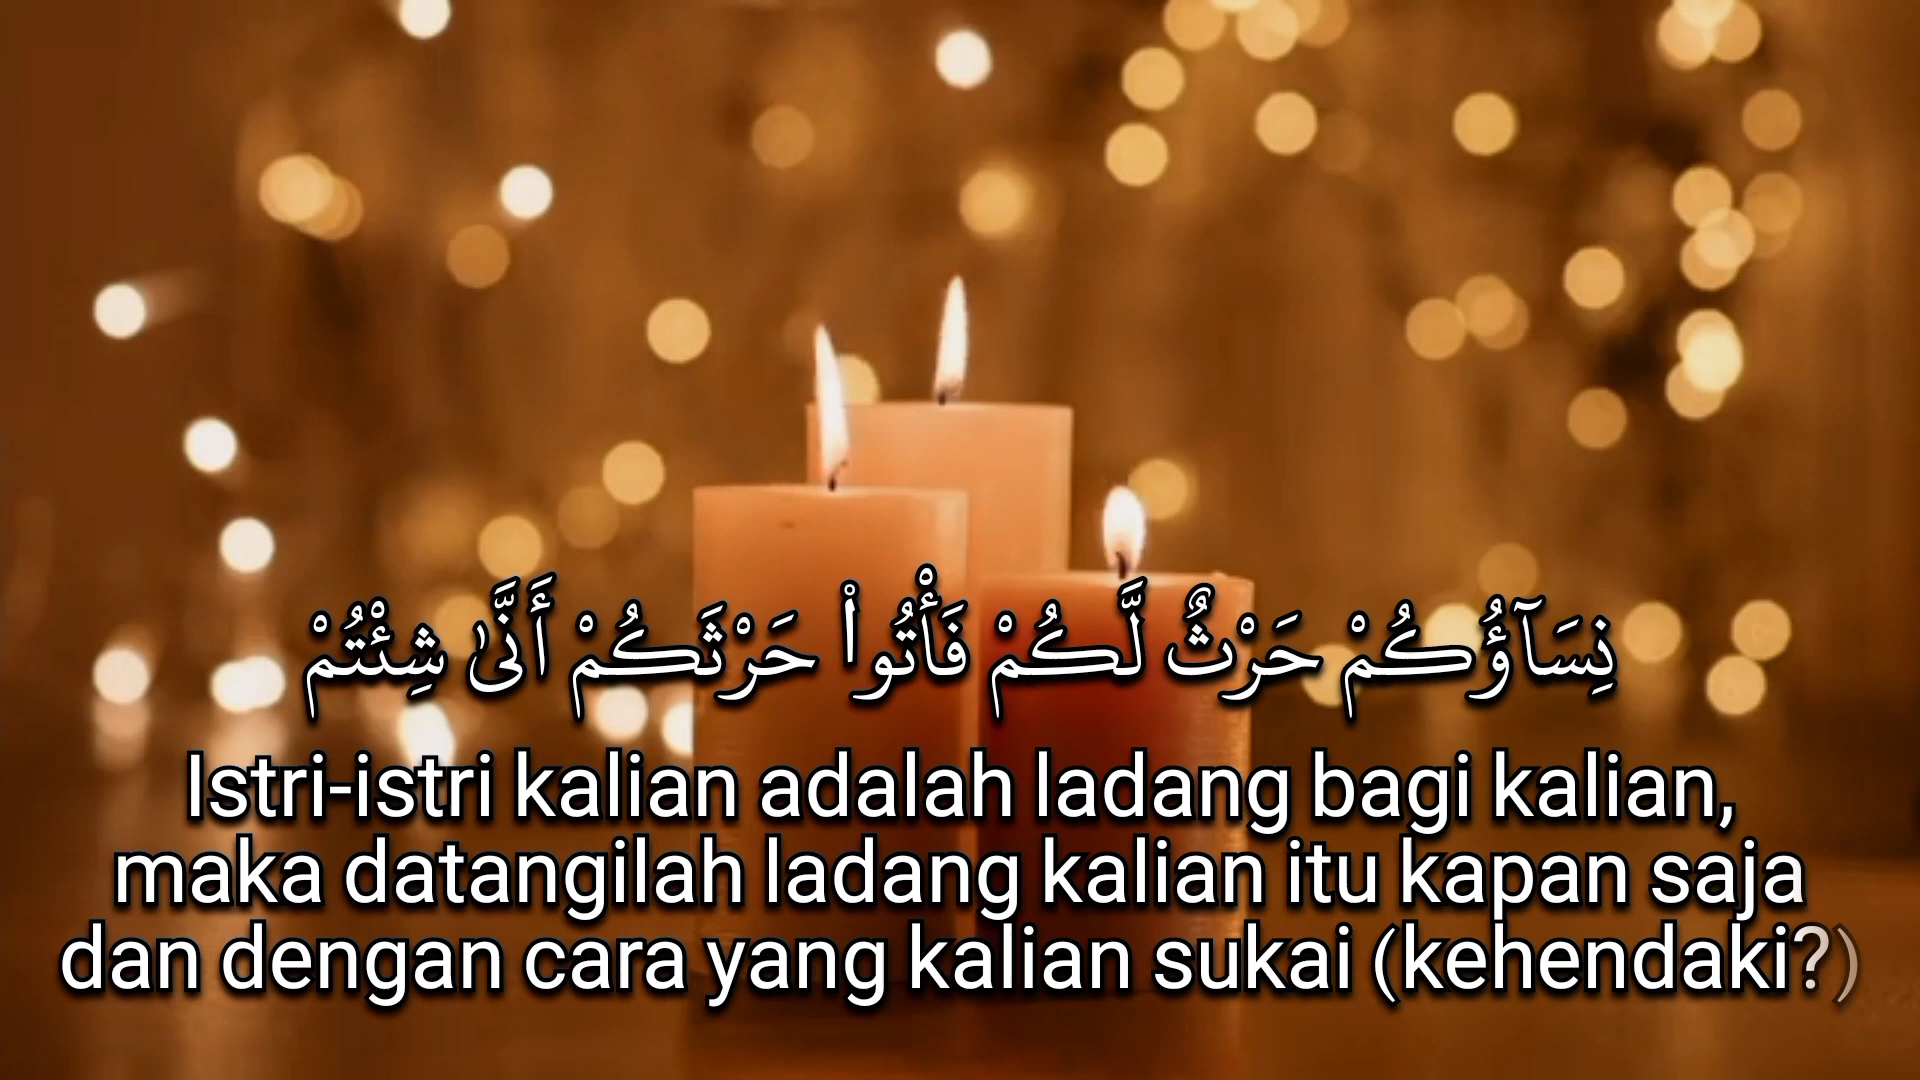 نِسَآؤُكُمْ حَرْثٌ لَّكُمْ فَأْتُوا۟ حَرْثَكُمْ أَنَّىٰ شِئْتُمْ
Istri-istri kalian adalah ladang bagi kalian,
maka datangilah ladang kalian itu kapan saja
dan dengan cara yang kalian sukai (kehendaki?)